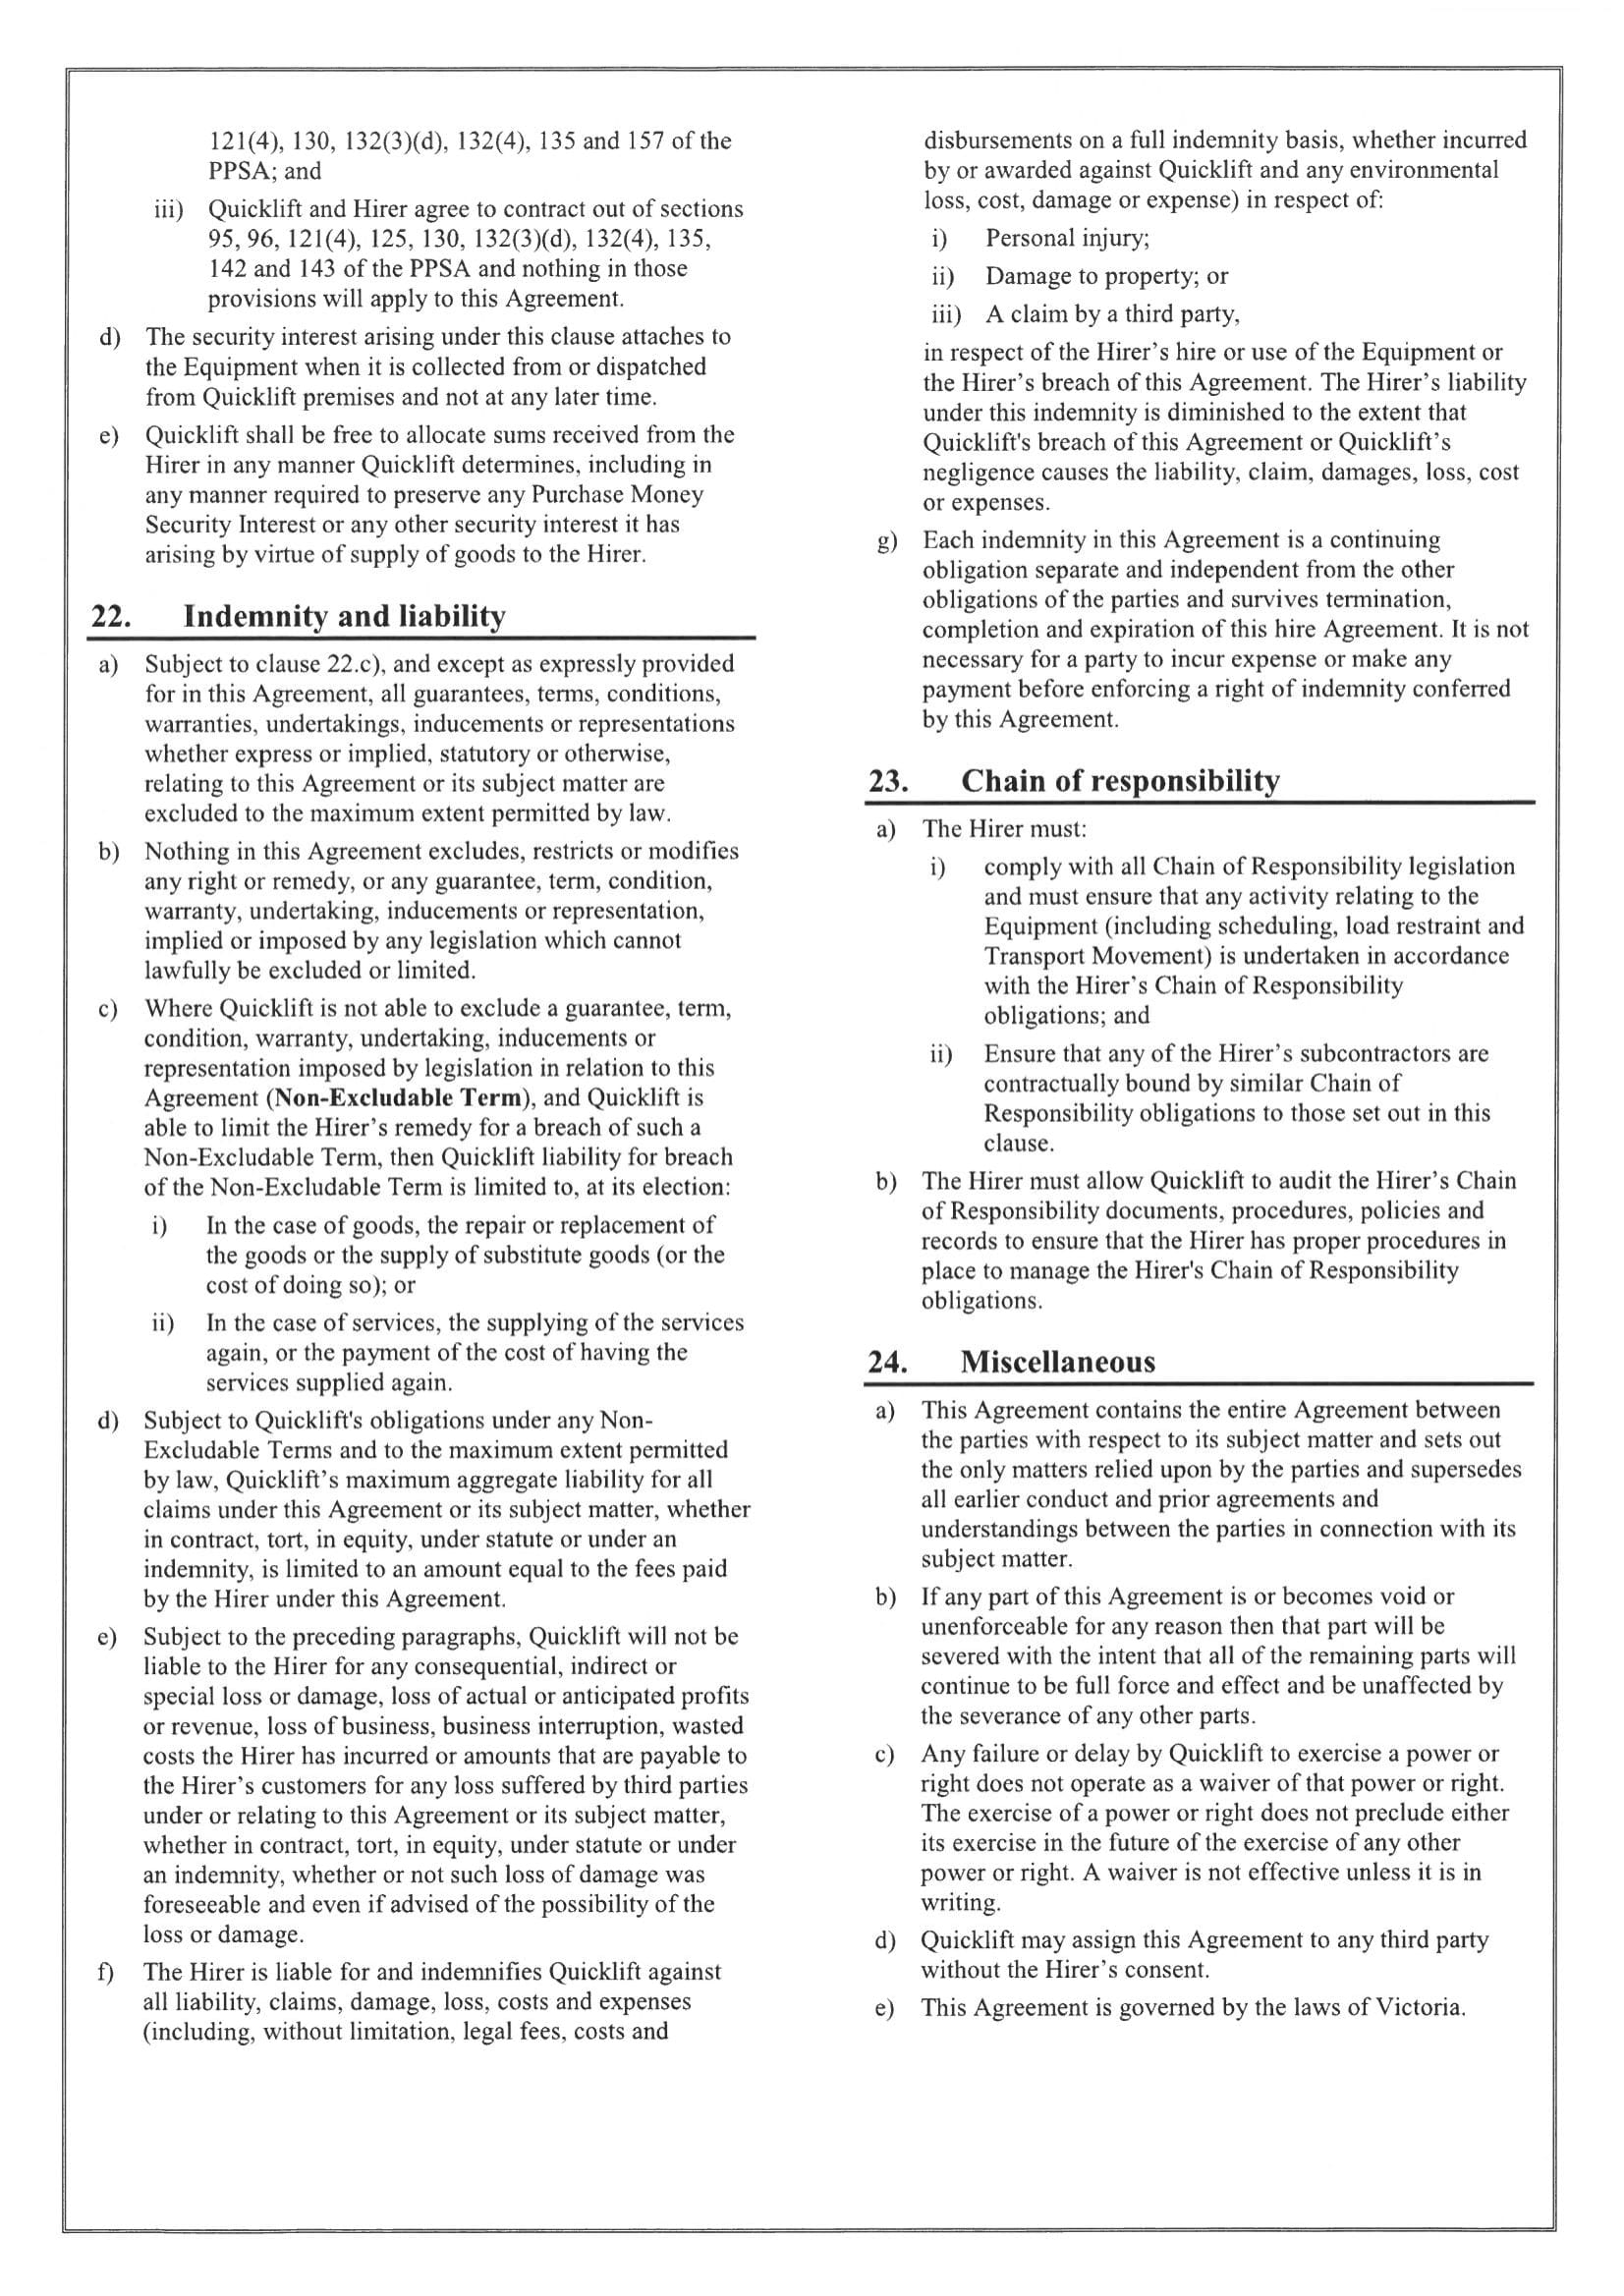 121(4), 130, 132(3)(d), 132(4), 135 and 157 of the
PPSA; and
iii) Quicklift and Hirer agree to contract out of sections
95, 96, 121(4), 125, 130, 132(3)(d), 132(4), 135,
142 and 143 of the PPSA and nothing in those
provisions will apply to this Agreement.
d) The security interest arising under this clause attaches to
the Equipment when it is collected from or dispatched
from Quicklift premises and not at any later time.
e) Quicklift shall be free to allocate sums received from the
Hirer in any manner Quicklift determines, including in
any manner required to preserve any Purchase Money
Security Interest or any other security interest it has
arising by virtue of supply of goods to the Hirer.
22. Indemnity and liability
a) Subject to clause 22.c), and except as expressly provided
for in this Agreement, all guarantees, terms, conditions,
warranties, undertakings, inducements or representations
whether express or implied, statutory or otherwise,
relating to this Agreement or its subject matter are
excluded to the maximum extent permitted by law.
b) Nothing in this Agreement excludes, restricts or modifies
any right or remedy, or any guarantee, term, condition,
warranty, undertaking, inducements or representation,
implied or imposed by any legislation which cannot
lawfully be excluded or limited.
c) Where Quicklift is not able to exclude a guarantee, term,
condition, warranty, undertaking, inducements or
representation imposed by legislation in relation to this
Agreement (Non-Excludable Term), and Quicklift is
able to limit the Hirer's remedy for a breach of such a
Non-Excludable Term, then Quicklift liability for breach
of the Non-Excludable Term is limited to, at its election:
i) In the case of goods, the repair or replacement of
the goods or the supply of substitute goods (or the
cost of doing so); or
ii) In the case of services, the supplying of the services
again, or the payment of the cost of having the
services supplied again.
d) Subject to Quicklift's obligations under any Non-
Excludable Terms and to the maximum extent permitted
by law, Quicklift's maximum aggregate liability for all
claims under this Agreement or its subject matter, whether
in contract, tort, in equity, under statute or under an
indemnity, is limited to an amount equal to the fees paid
by the Hirer under this Agreement.
e) Subject to the preceding paragraphs, Quicklift will not be
liable to the Hirer for any consequential, indirect or
special loss or damage, loss of actual or anticipated profits
or revenue, loss of business, business interruption, wasted
costs the Hirer has incurred or amounts that are payable to
the Hirer's customers for any loss suffered by third parties
under or relating to this Agreement or its subject matter,
whether in contract, tort, in equity, under statute or under
an indemnity, whether or not such loss of damage was
foreseeable and even if advised of the possibility of the
loss or damage.
f) The Hirer is liable for and indemnifies Quicklift against
all liability, claims, damage, loss, costs and expenses
(including, without limitation, legal fees, costs and
disbursements on a full indemnity basis, whether incurred
by or awarded against Quicklift and any environmental
loss, cost, damage or expense) in respect of:
i) Personal injury;
ii) Damage to property; or
iii) A claim by a third party,
in respect of the Hirer's hire or use of the Equipment or
the Hirer's breach of this Agreement. The Hirer's liability
under this indemnity is diminished to the extent that
Quicklift's breach of this Agreement or Quicklift's
negligence causes the liability, claim, damages, loss, cost
or expenses.
g) Each indemnity in this Agreement is a continuing
obligation separate and independent from the other
obligations of the parties and survives termination,
completion and expiration of this hire Agreement. It is not
necessary for a party to incur expense or make any
payment before enforcing a right of indemnity conferred
by this Agreement.
23. Chain of responsibility
a) The Hirer must:
i) comply with all Chain of Responsibility legislation
and must ensure that any activity relating to the
Equipment (including scheduling, load restraint and
Transport Movement) is undertaken in accordance
with the Hirer's Chain of Responsibility
obligations; and
ii) Ensure that any of the Hirer's subcontractors are
contractually bound by similar Chain of
Responsibility obligations to those set out in this
clause.
b) The Hirer must allow Quicklift to audit the Hirer's Chain
of Responsibility documents, procedures, policies and
records to ensure that the Hirer has proper procedures in
place to manage the Hirer's Chain of Responsibility
obligations.
24. Miscellaneous
a) This Agreement contains the entire Agreement between
the parties with respect to its subject matter and sets out
the only matters relied upon by the parties and supersedes
all earlier conduct and prior agreements and
understandings between the parties in connection with its
subject matter.
b) If any part of this Agreement is or becomes void or
unenforceable for any reason then that part will be
severed with the intent that all of the remaining parts will
continue to be full force and effect and be unaffected by
the severance of any other parts.
c) Any failure or delay by Quicklift to exercise a power or
right does not operate as a waiver of that power or right.
The exercise of a power or right does not preclude either
its exercise in the future of the exercise of any other
power or right. A waiver is not effective unless it is in
writing.
d) Quicklift may assign this Agreement to any third party
without the Hirer's consent.
e) This Agreement is governed by the laws of Victoria.